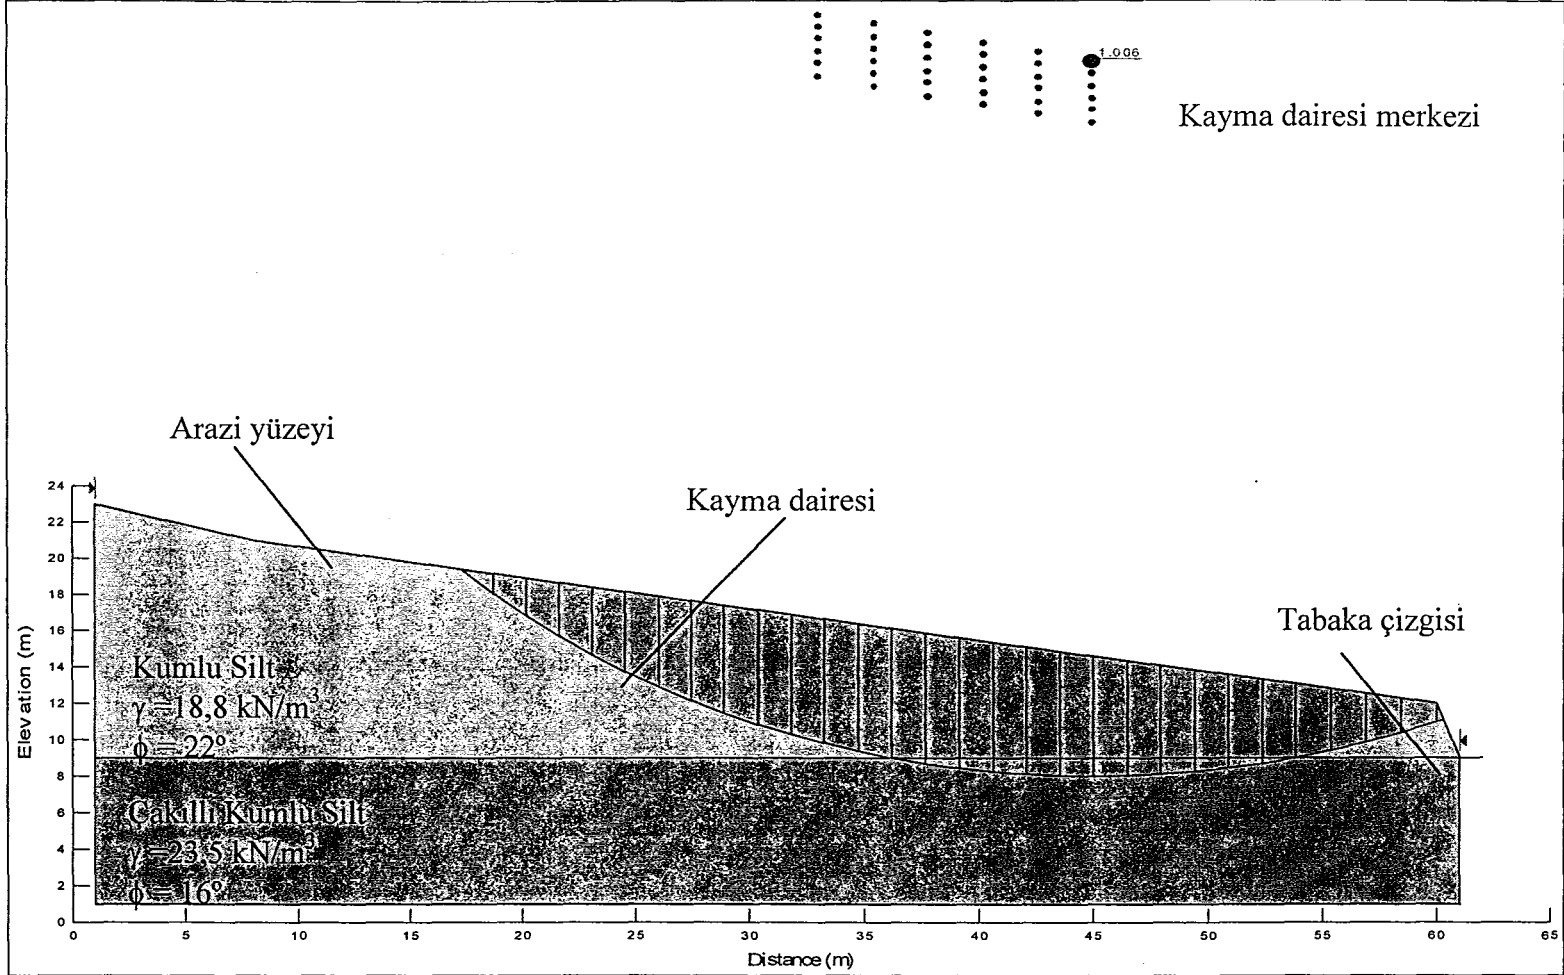 1.006
Kayma dairesi merkezi
Arazi yüzeyi
Kayma dairesi
Tabaka çizgisi
Kumlu Silt
γ =18,8 kN/m³
ϕ = 22°
Çakıllı Kumlu Silt
γ =23,5 kN/m³
ϕ = 16°
Elevation (m)
24
22
20
18
16
14
12
10
8
6
4
2
0
0 5 10 15 20 25 30 35 40 45 50 55 60 65
Distance (m)